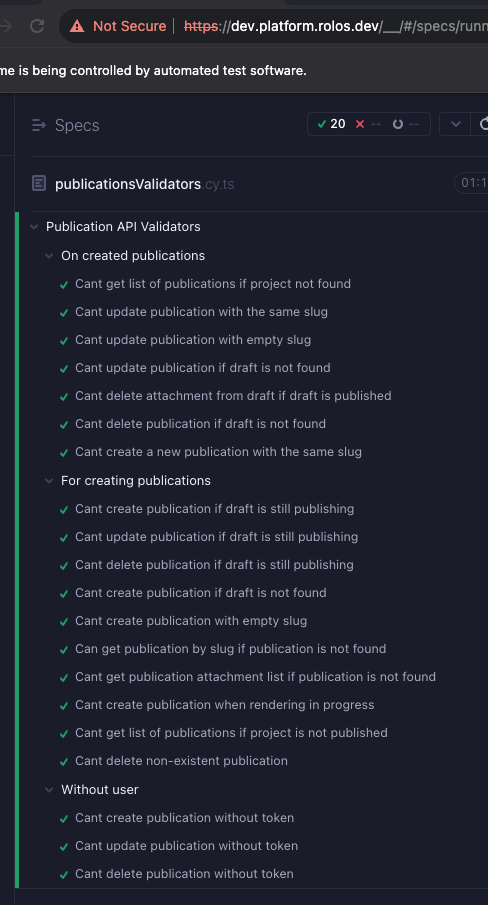 Not Secure https://dev.platform.rolos.dev/__/#/specs/runn
me is being controlled by automated test software.
Specs 20 -- --
publicationsValidators.cy.ts 01:1
Publication API Validators
On created publications
Cant get list of publications if project not found
Cant update publication with the same slug
Cant update publication with empty slug
Cant update publication if draft is not found
Cant delete attachment from draft if draft is published
Cant delete publication if draft is not found
Cant create a new publication with the same slug
For creating publications
Cant create publication if draft is still publishing
Cant update publication if draft is still publishing
Cant delete publication if draft is still publishing
Cant create publication if draft is not found
Cant create publication with empty slug
Can get publication by slug if publication is not found
Cant get publication attachment list if publication is not found
Cant create publication when rendering in progress
Cant get list of publications if project is not published
Cant delete non-existent publication
Without user
Cant create publication without token
Cant update publication without token
Cant delete publication without token